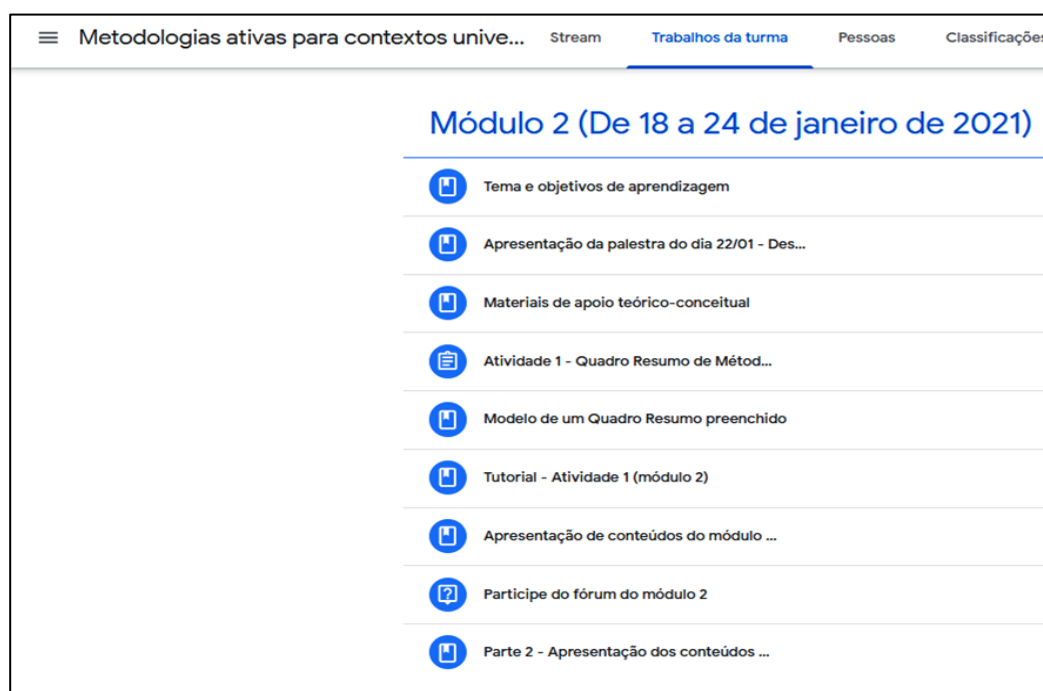 Metodologias ativas para contextos unive... Stream Trabalhos da turma Pessoas Classificações
Módulo 2 (De 18 a 24 de janeiro de 2021)
Tema e objetivos de aprendizagem
Apresentação da palestra do dia 22/01 - Des...
Materiais de apoio teórico-conceitual
Atividade 1 - Quadro Resumo de Métod...
Modelo de um Quadro Resumo preenchido
Tutorial - Atividade 1 (módulo 2)
Apresentação de conteúdos do módulo ...
Participe do fórum do módulo 2
Parte 2 - Apresentação dos conteúdos ...